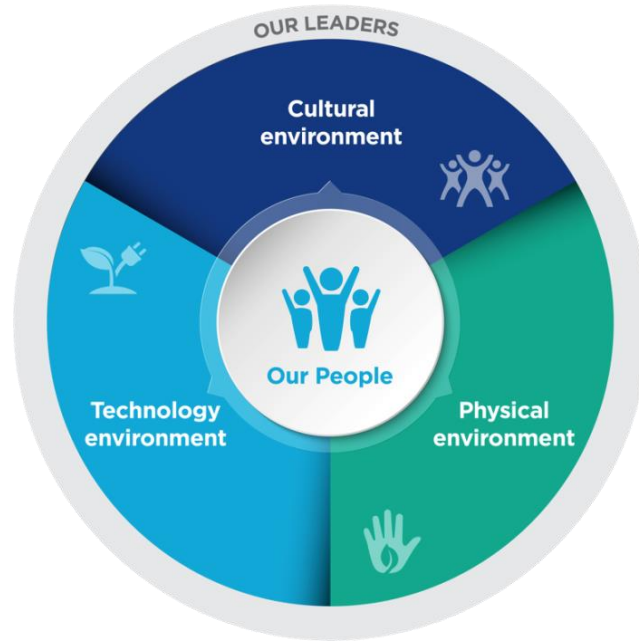 OUR LEADERS
Cultural
environment
Our People
Technology
environment
Physical
environment